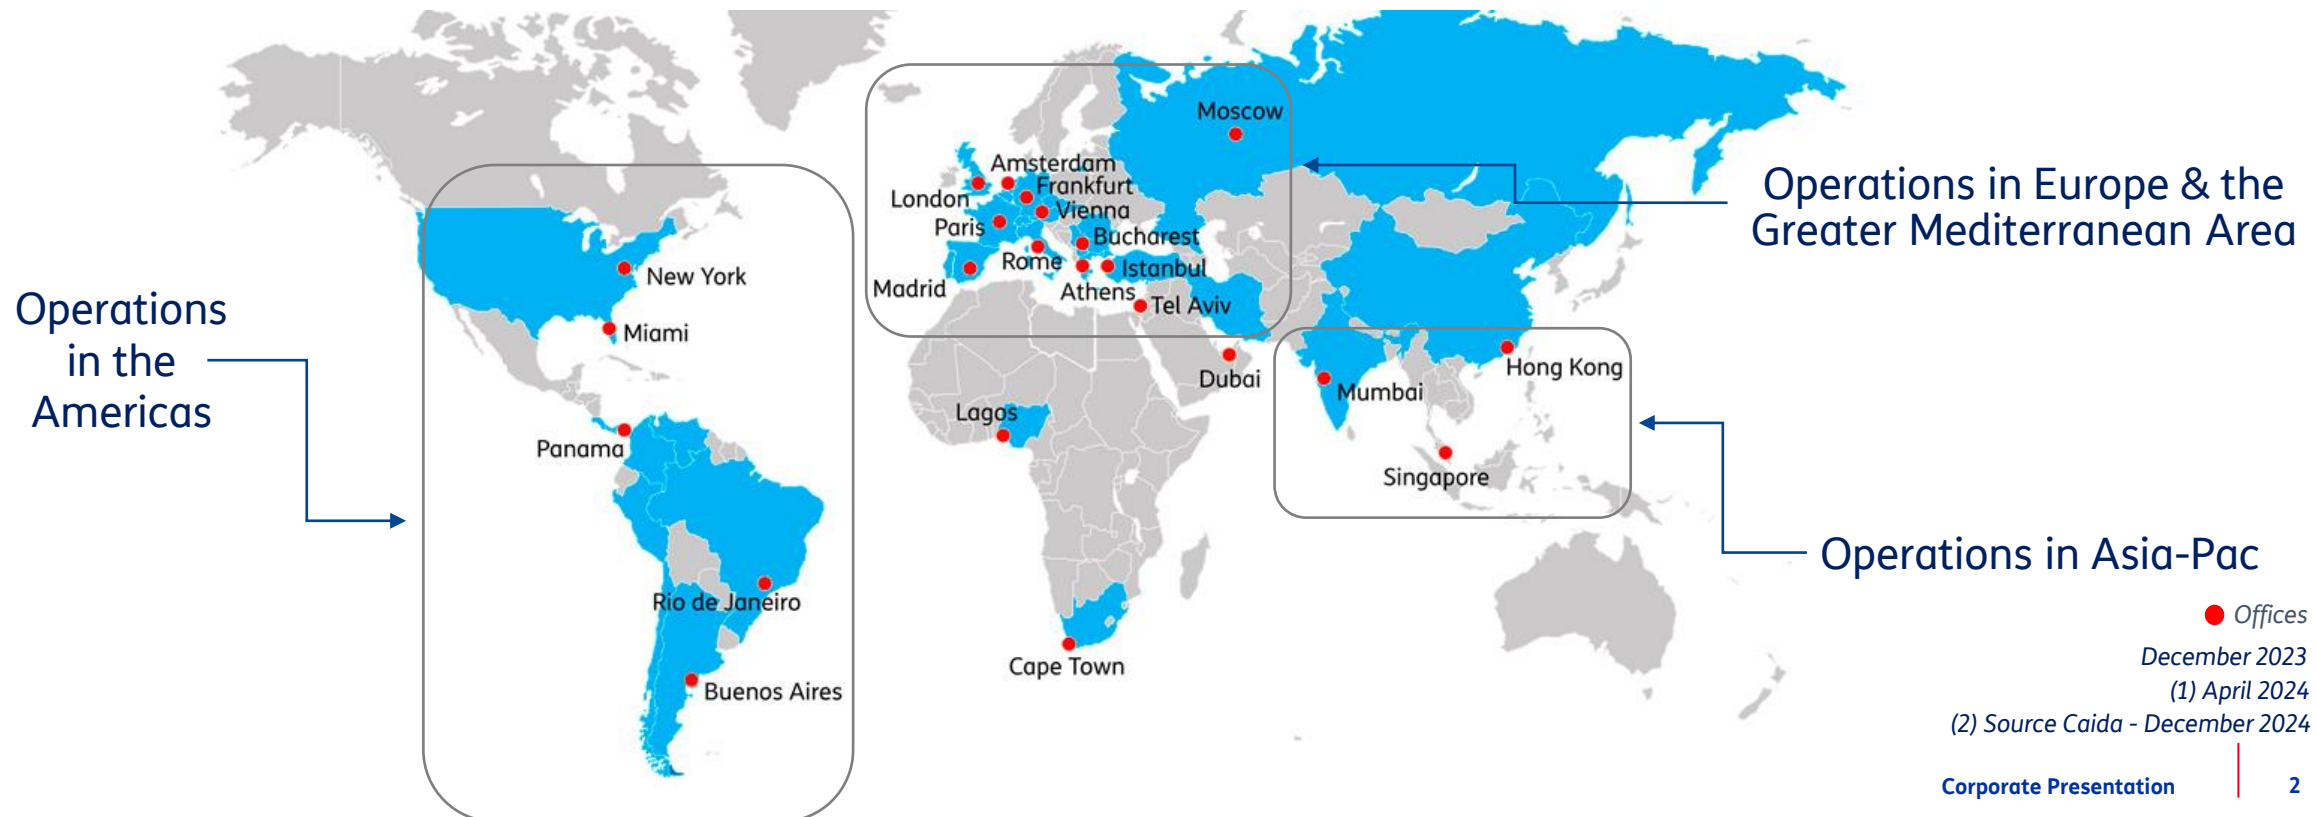 Operations
in the
Americas
New York
Miami
Panama
Rio de Janeiro
Buenos Aires
Moscow
Amsterdam
London
Frankfurt
Vienna
Paris
Bucharest
Rome
Istanbul
Madrid
Athens
Tel Aviv
Dubai
Lagos
Cape Town
Mumbai
Hong Kong
Singapore
Operations in Europe & the
Greater Mediterranean Area
Operations in Asia-Pac
Offices
December 2023
(1) April 2024
(2) Source Caida - December 2024
Corporate Presentation
2